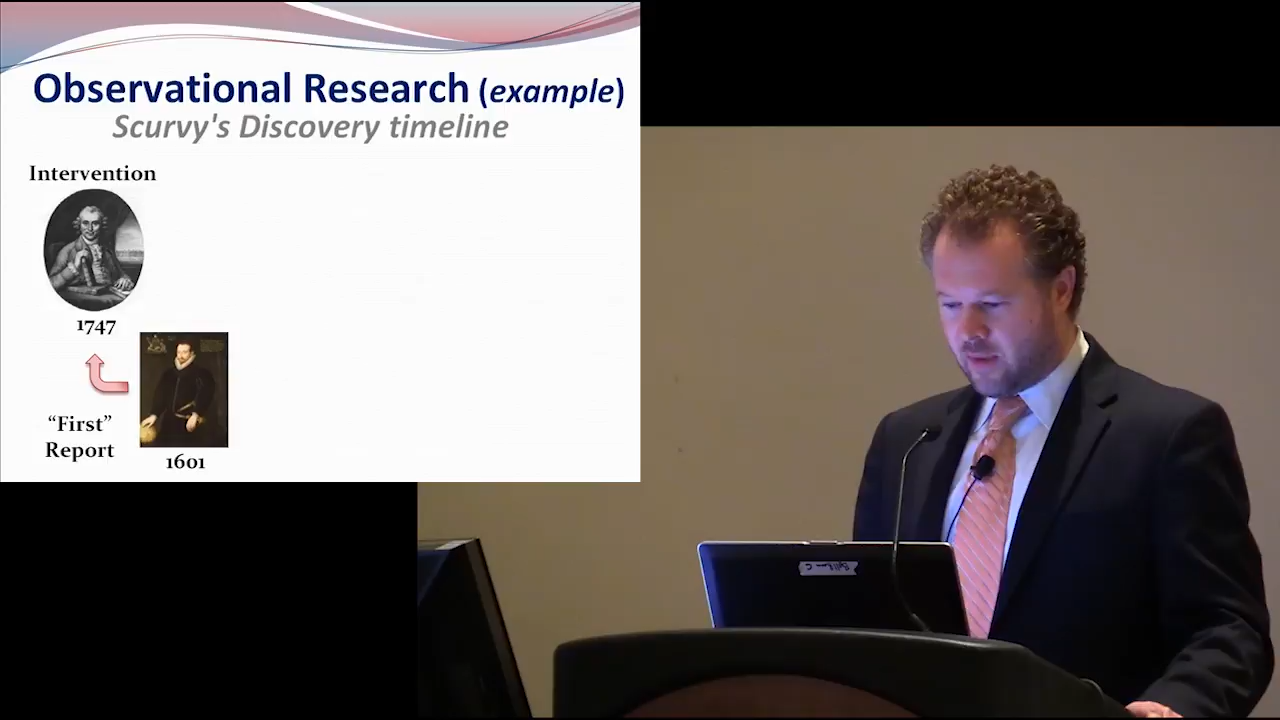 Observational Research (example)
Scurvy's Discovery timeline
Intervention
1747
“First”
Report
1601